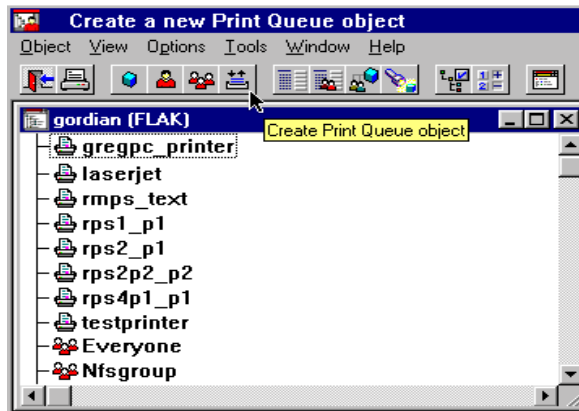 Create a new Print Queue object
Object View Options Tools Window Help
gordian (FLAK)
Create Print Queue object
gregpc_printer
laserjet
rmps_text
rps1_p1
rps2_p1
rps2p2_p2
rps4p1_p1
testprinter
Everyone
Nfsgroup